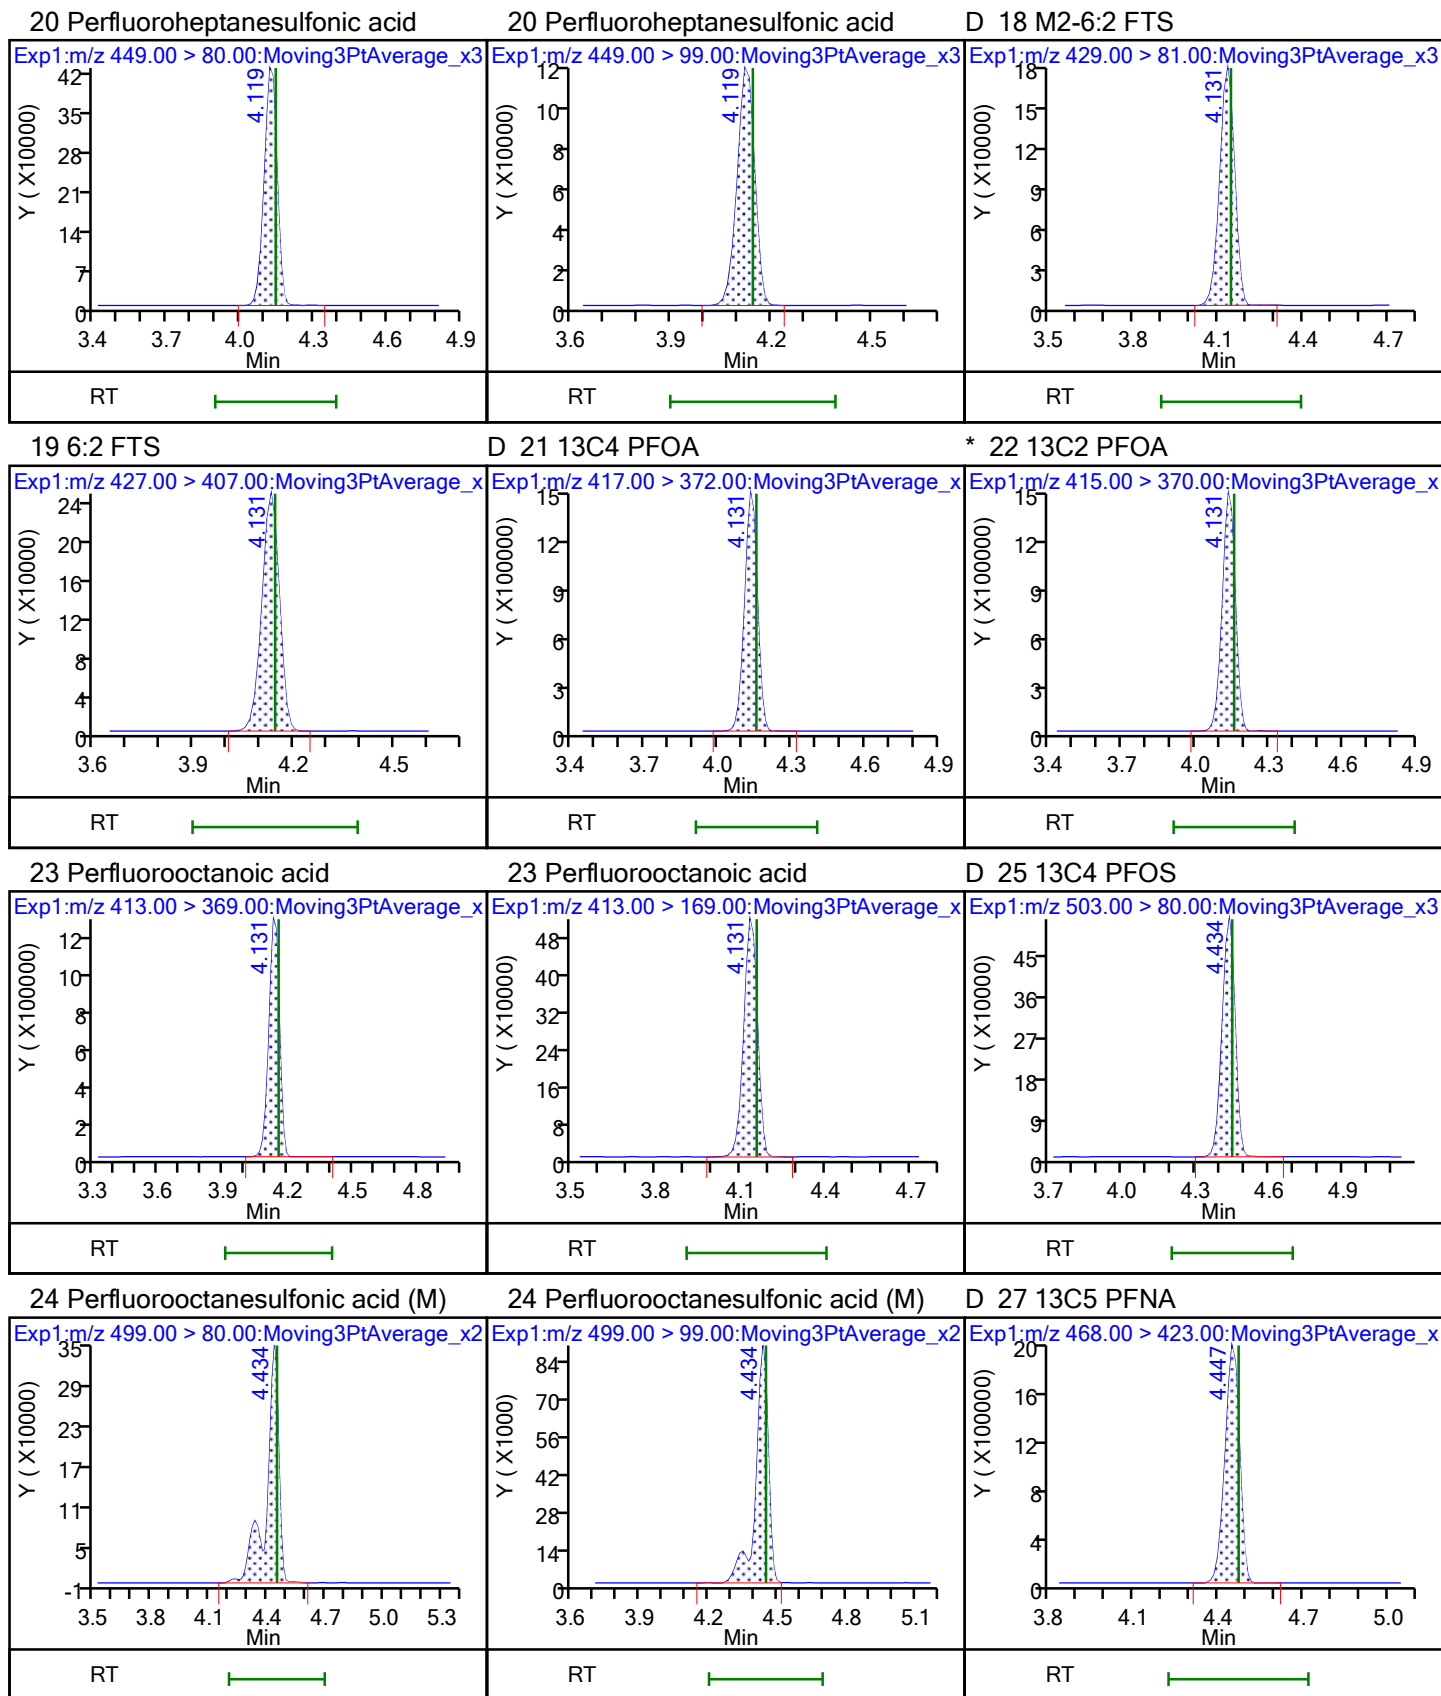 20 Perfluoroheptanesulfonic acid
Exp1:m/z 449.00 > 80.00:Moving3PtAverage_x3
4.119
Y ( X10000)
42
35
28
21
14
7
0
3.4 3.7 4.0 4.3 4.6 4.9
Min
RT
20 Perfluoroheptanesulfonic acid
Exp1:m/z 449.00 > 99.00:Moving3PtAverage_x3
4.119
Y ( X10000)
12
10
8
6
4
2
0
3.6 3.9 4.2 4.5
Min
RT
D 18 M2-6:2 FTS
Exp1:m/z 429.00 > 81.00:Moving3PtAverage_x3
4.131
Y ( X10000)
18
15
12
9
6
3
0
3.5 3.8 4.1 4.4 4.7
Min
RT
19 6:2 FTS
Exp1:m/z 427.00 > 407.00:Moving3PtAverage_x
4.131
Y ( X10000)
24
20
16
12
8
4
0
3.6 3.9 4.2 4.5
Min
RT
D 21 13C4 PFOA
Exp1:m/z 417.00 > 372.00:Moving3PtAverage_x
4.131
Y ( X100000)
15
12
9
6
3
0
3.4 3.7 4.0 4.3 4.6 4.9
Min
RT
* 22 13C2 PFOA
Exp1:m/z 415.00 > 370.00:Moving3PtAverage_x
4.131
Y ( X100000)
15
12
9
6
3
0
3.4 3.7 4.0 4.3 4.6 4.9
Min
RT
23 Perfluorooctanoic acid
Exp1:m/z 413.00 > 369.00:Moving3PtAverage_x
4.131
Y ( X100000)
12
10
8
6
4
2
0
3.3 3.6 3.9 4.2 4.5 4.8
Min
RT
23 Perfluorooctanoic acid
Exp1:m/z 413.00 > 169.00:Moving3PtAverage_x
4.131
Y ( X10000)
48
40
32
24
16
8
0
3.5 3.8 4.1 4.4 4.7
Min
RT
D 25 13C4 PFOS
Exp1:m/z 503.00 > 80.00:Moving3PtAverage_x3
4.434
Y ( X10000)
45
36
27
18
9
0
3.7 4.0 4.3 4.6 4.9
Min
RT
24 Perfluorooctanesulfonic acid (M)
Exp1:m/z 499.00 > 80.00:Moving3PtAverage_x2
4.434
Y ( X10000)
35
29
23
17
11
5
-1
3.5 3.8 4.1 4.4 4.7 5.0 5.3
Min
RT
24 Perfluorooctanesulfonic acid (M)
Exp1:m/z 499.00 > 99.00:Moving3PtAverage_x2
4.434
Y ( X1000)
84
70
56
42
28
14
0
3.6 3.9 4.2 4.5 4.8 5.1
Min
RT
D 27 13C5 PFNA
Exp1:m/z 468.00 > 423.00:Moving3PtAverage_x
4.447
Y ( X100000)
20
16
12
8
4
0
3.8 4.1 4.4 4.7 5.0
Min
RT